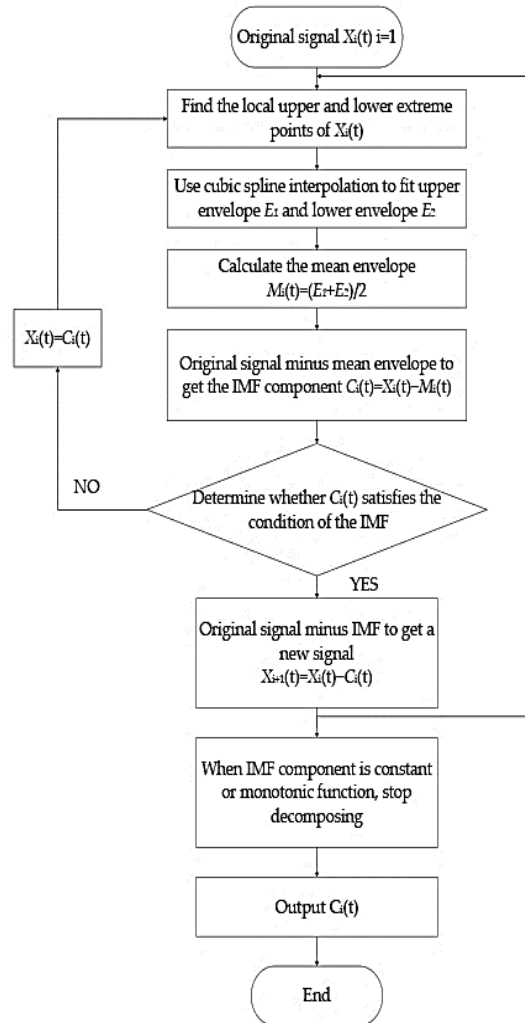 Original signal Xᵢ(t) i=1
Find the local upper and lower extreme
points of Xᵢ(t)
Use cubic spline interpolation to fit upper
envelope E₁ and lower envelope E₂
Calculate the mean envelope
Mᵢ(t)=(E₁+E₂)/2
Xᵢ(t)=Cᵢ(t)
Original signal minus mean envelope to
get the IMF component Cᵢ(t)=Xᵢ(t)−Mᵢ(t)
NO
Determine whether Cᵢ(t) satisfies the
condition of the IMF
YES
Original signal minus IMF to get a
new signal
Xᵢ₊₁(t)=Xᵢ(t)−Cᵢ(t)
When IMF component is constant
or monotonic function, stop
decomposing
Output Cᵢ(t)
End